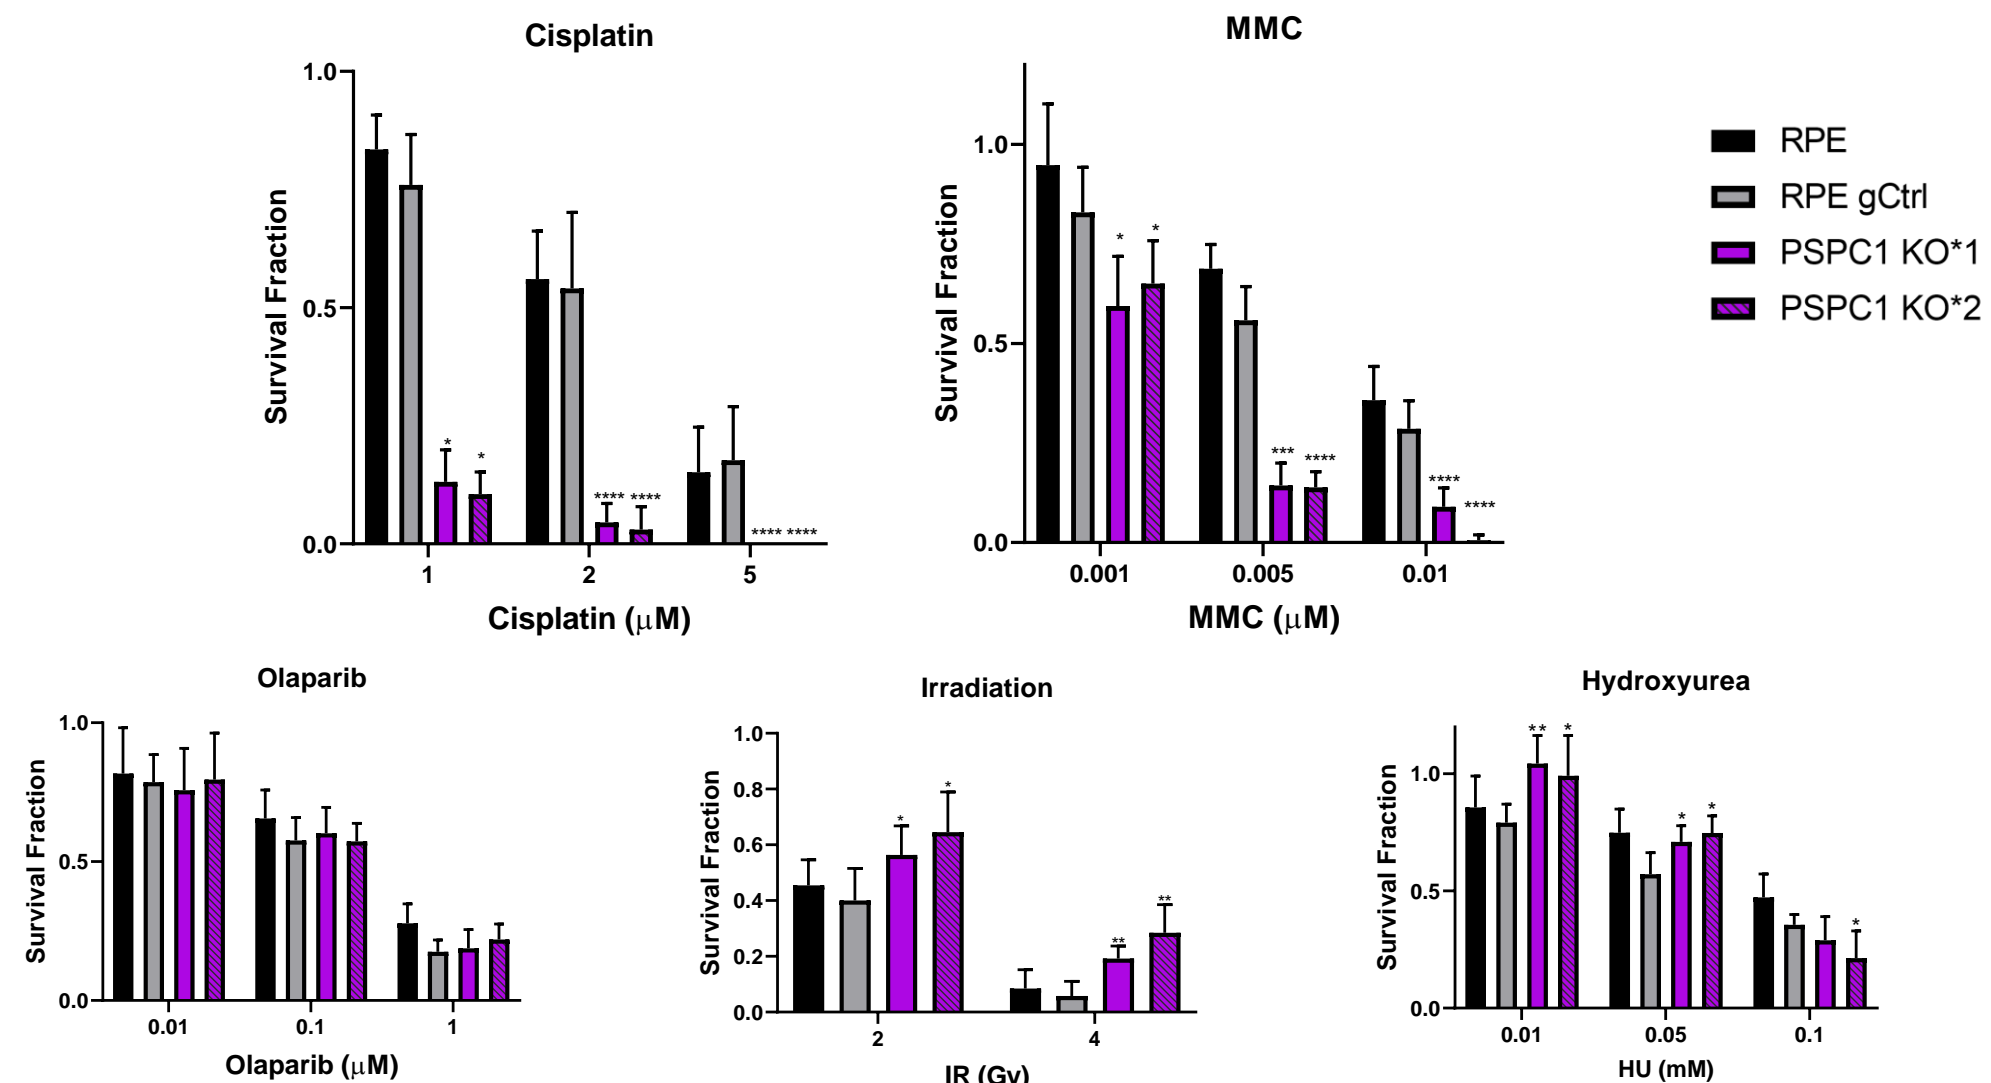 Cisplatin
1.0
0.5
0.0
Survival Fraction
* *
**** ****
**** ****
1 2 5
Cisplatin (μM)
MMC
1.0
0.5
0.0
Survival Fraction
* *
*** ****
**** ****
0.001 0.005 0.01
MMC (μM)
RPE
RPE gCtrl
PSPC1 KO*1
PSPC1 KO*2
Olaparib
1.0
0.5
0.0
Survival Fraction
0.01 0.1 1
Olaparib (μM)
Irradiation
1.0
0.8
0.6
0.4
0.2
0.0
Survival Fraction
* *
** **
2 4
IR (Gy)
Hydroxyurea
1.0
0.5
0.0
Survival Fraction
** *
* *
*
0.01 0.05 0.1
HU (mM)